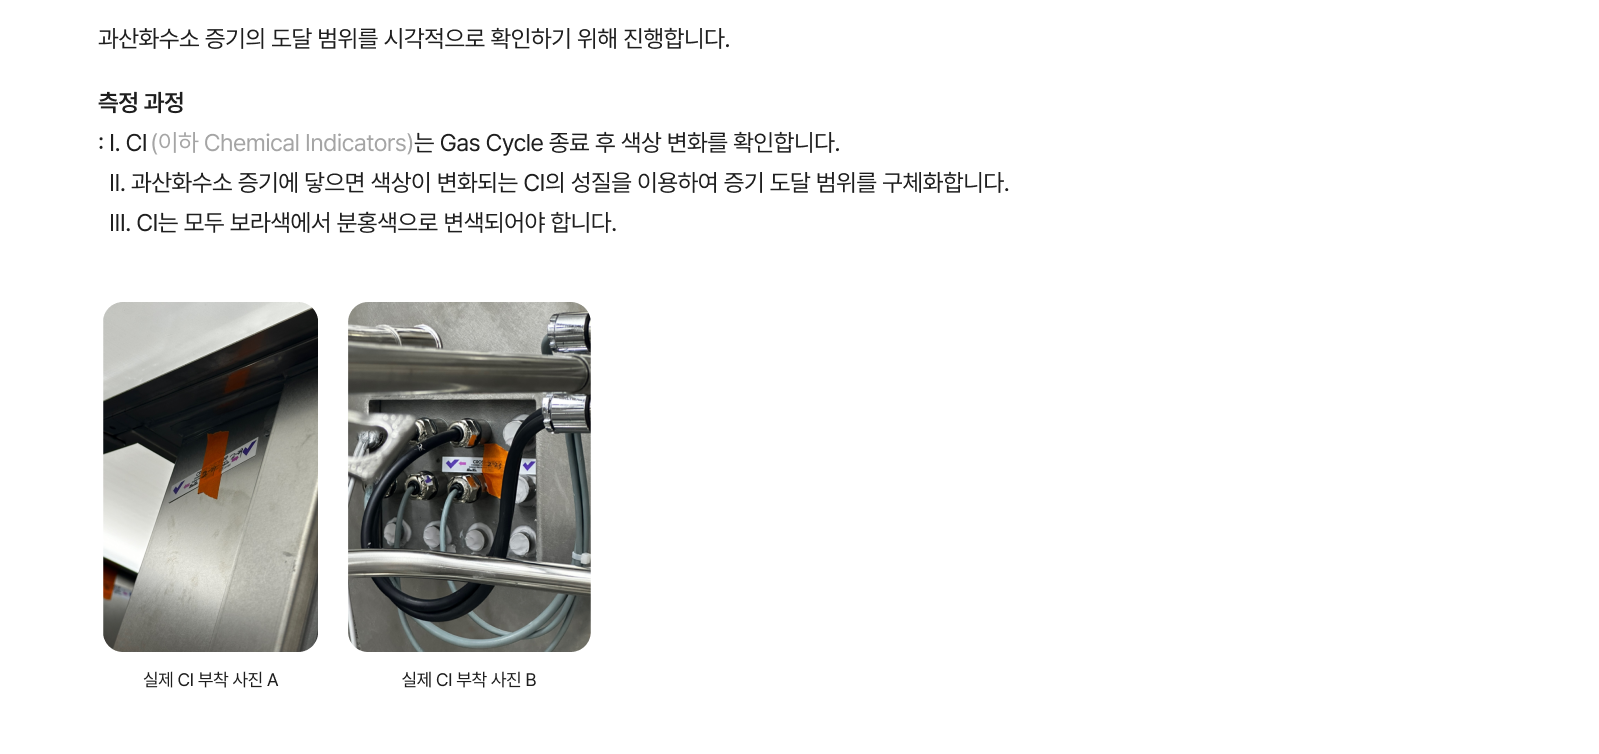 과산화수소 증기의 도달 범위를 시각적으로 확인하기 위해 진행합니다.
측정 과정
: I. CI (이하 Chemical Indicators)는 Gas Cycle 종료 후 색상 변화를 확인합니다.
II. 과산화수소 증기에 닿으면 색상이 변화되는 CI의 성질을 이용하여 증기 도달 범위를 구체화합니다.
III. CI는 모두 보라색에서 분홍색으로 변색되어야 합니다.
실제 CI 부착 사진 A
실제 CI 부착 사진 B